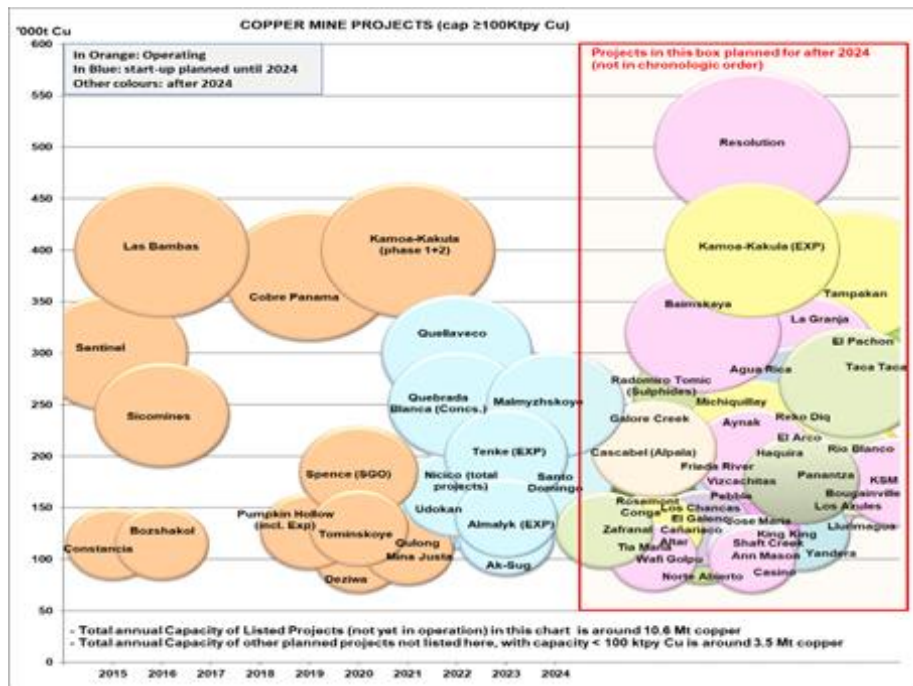 COPPER MINE PROJECTS (cap ≥100Ktpy Cu)
'000t Cu
600
550
500
450
400
350
300
250
200
150
100
50
0
In Orange: Operating
In Blue: start-up planned until 2024
Other colours: after 2024
Projects in this box planned for after 2024
(not in chronologic order)
Resolution
Las Bambas
Kamoa-Kakula
(phase 1+2)
Kamoa-Kakula (EXP)
Cobre Panama
Baimskaya
Tampakan
La Granja
Sentinel
Quellaveco
El Pachon
Agua Rica
Taca Taca
Radomiro Tomic
(Sulphides)
Sicomines
Quebrada
Blanca (Concs.)
Malmyzhskoye
Michiquillay
Galore Creek
Aynak
Reko Diq
El Arco
Tenke (EXP)
Cascabel (Alpala)
Haquira
Rio Blanco
Spence (SGO)
Nicico (total
projects)
Santo
Domingo
Frieda River
Vizcachitas
Panantza
KSM
Pebble
Bougainville
Pumpkin Hollow
(incl. Exp)
Udokan
Almalyk (EXP)
Rosemont
Conga
Los Chancas
Los Azules
El Galeno
Jose Maria
Constancia
Bozshakol
Tominskoye
Zafranal
Cañariaco
King King
Llurimagua
Qulong
Mina Justa
Altar
Shaft Creek
Tia Maria
Wafi Golpu
Ann Mason
Yandera
Deziwa
Ak-Sug
Norte Abierto
Casino
- Total annual Capacity of Listed Projects (not yet in operation) in this chart is around 10.6 Mt copper
- Total annual Capacity of other planned projects not listed here, with capacity < 100 ktpy Cu is around 3.5 Mt copper
2015 2016 2017 2018 2019 2020 2021 2022 2023 2024